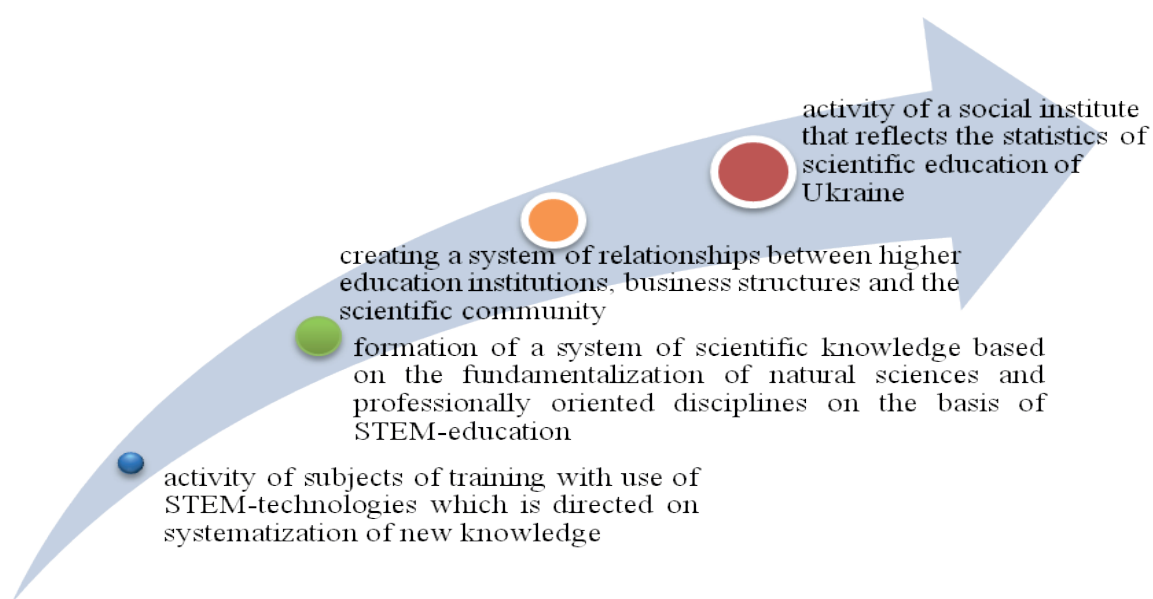 activity of a social institute
that reflects the statistics of
scientific education of
Ukraine
creating a system of relationships between higher
education institutions, business structures and the
scientific community
formation of a system of scientific knowledge based
on the fundamentalization of natural sciences and
professionally oriented disciplines on the basis of
STEM-education
activity of subjects of training with use of
STEM-technologies which is directed on
systematization of new knowledge